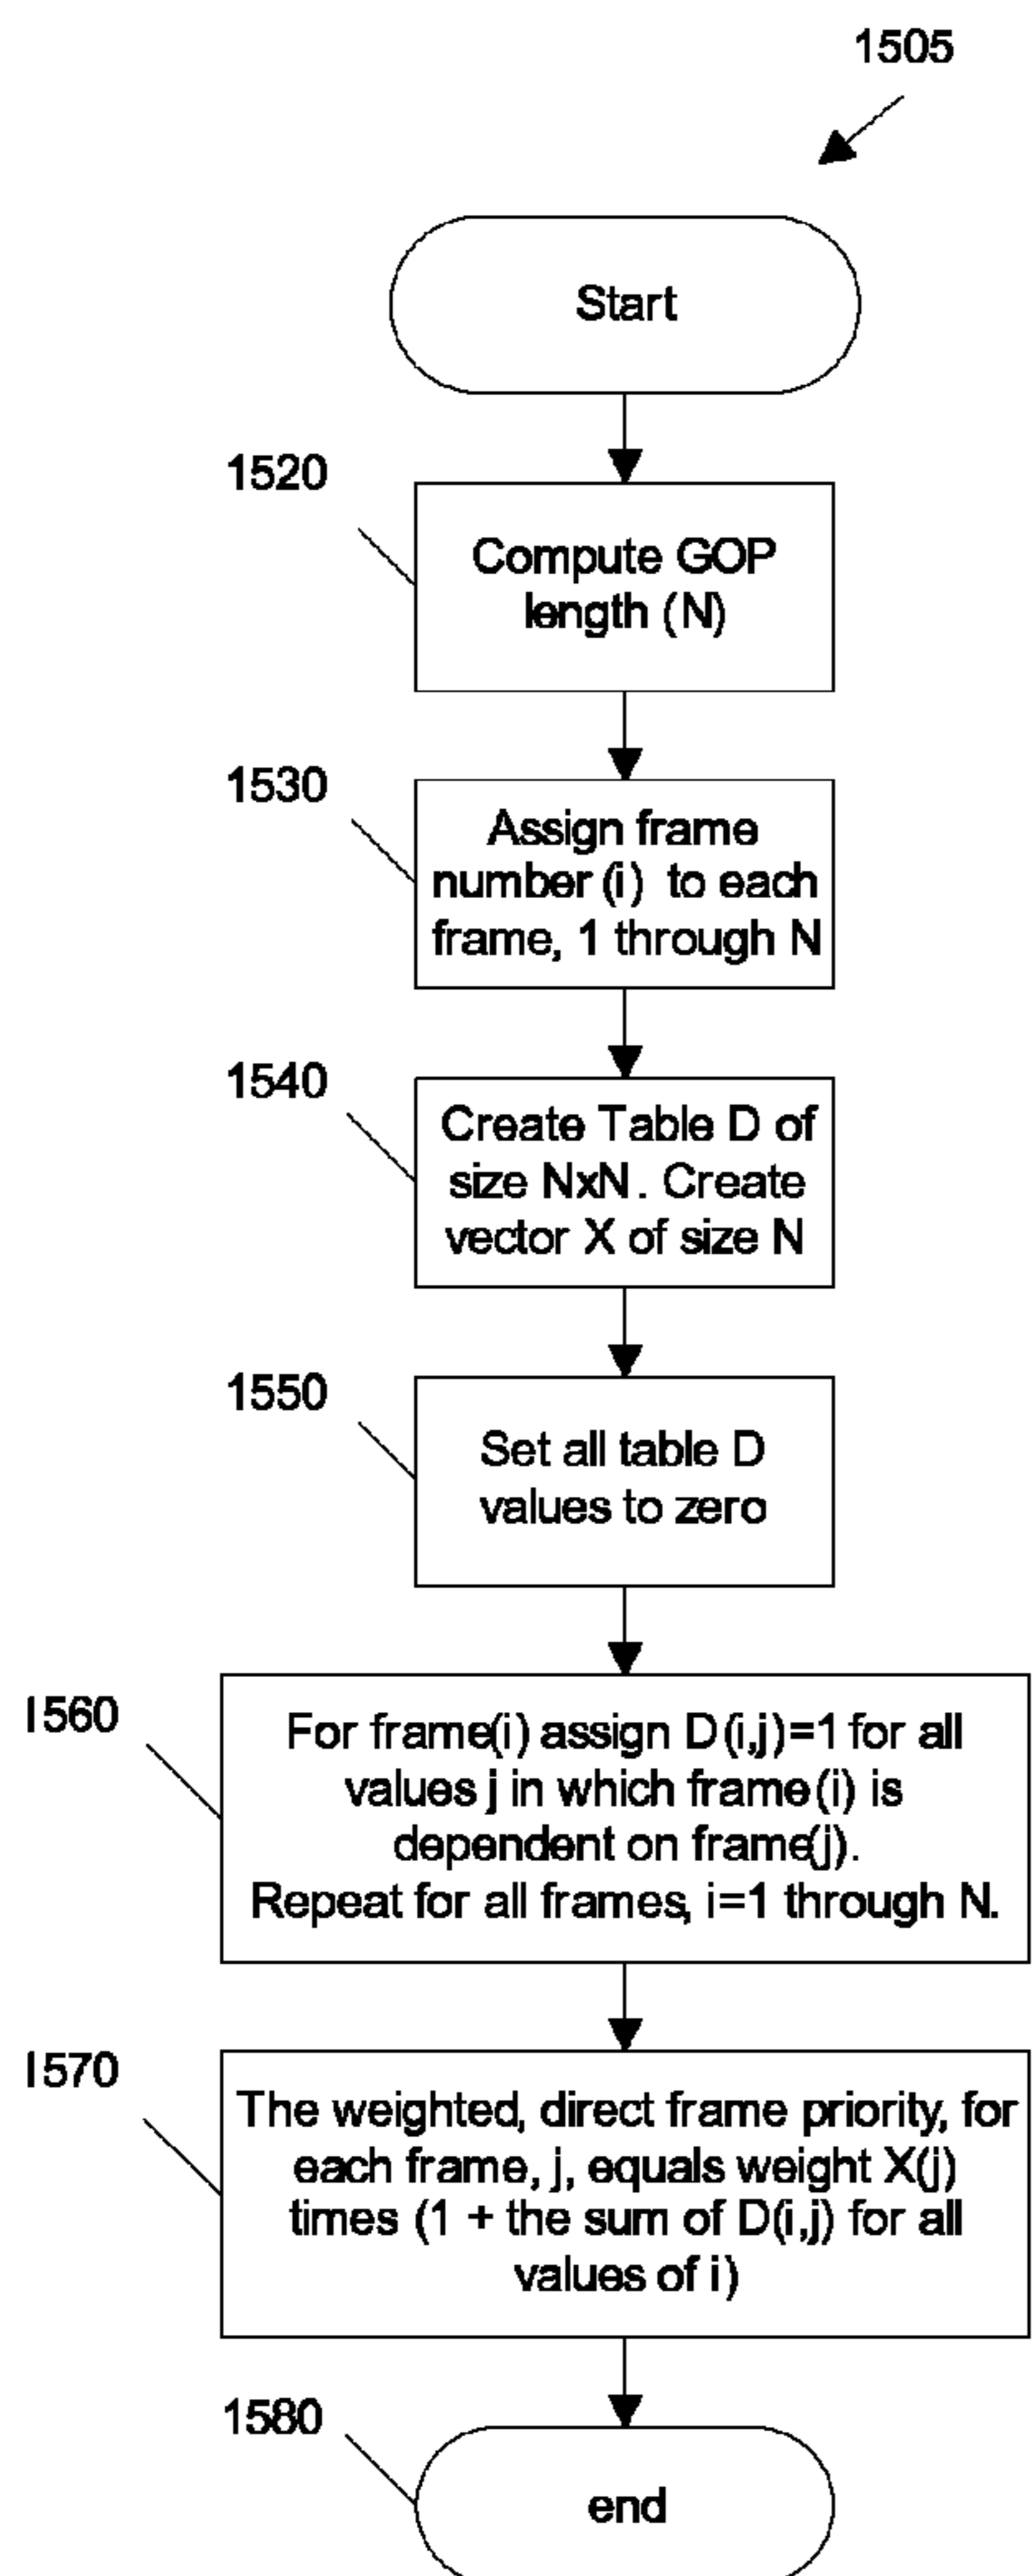 1505
Start
1520
Compute GOP
length (N)
1530
Assign frame
number (i) to each
frame, 1 through N
1540
Create Table D of
size NxN. Create
vector X of size N
1550
Set all table D
values to zero
1560
For frame(i) assign D(i,j)=1 for all
values j in which frame(i) is
dependent on frame(j).
Repeat for all frames, i=1 through N.
1570
The weighted, direct frame priority, for
each frame, j, equals weight X(j)
times (1 + the sum of D(i,j) for all
values of i)
1580
end